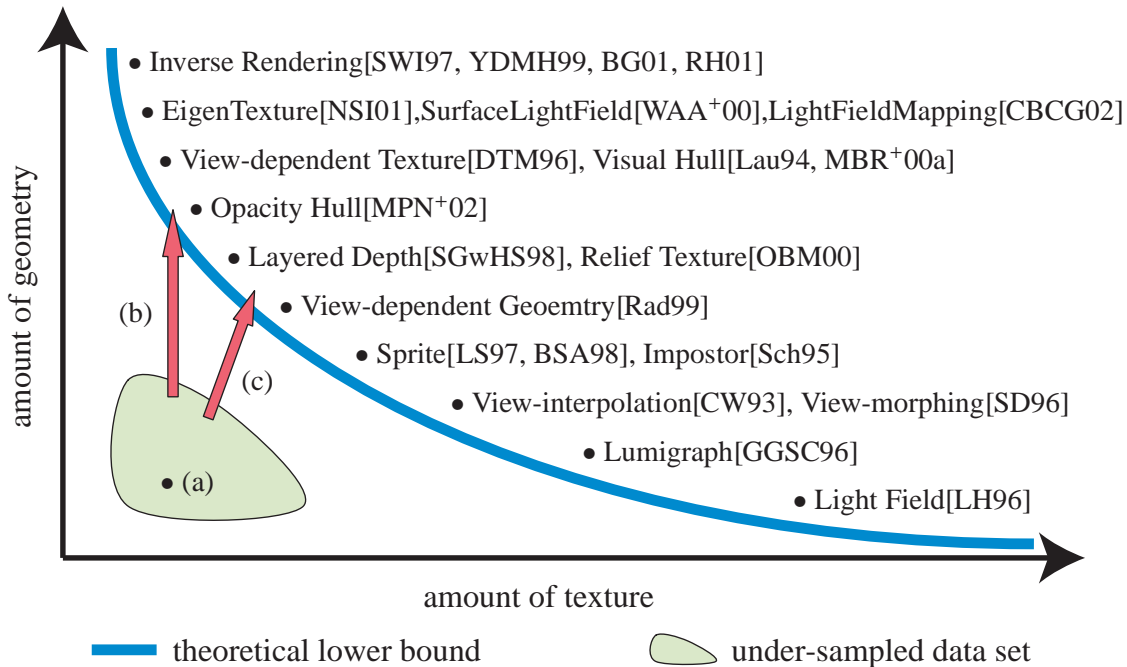 • Inverse Rendering[SWI97, YDMH99, BG01, RH01]
• EigenTexture[NSI01],SurfaceLightField[WAA+00],LightFieldMapping[CBCG02]
• View-dependent Texture[DTM96], Visual Hull[Lau94, MBR+00a]
• Opacity Hull[MPN+02]
• Layered Depth[SGwHS98], Relief Texture[OBM00]
• View-dependent Geoemtry[Rad99]
(b)
• Sprite[LS97, BSA98], Impostor[Sch95]
(c)
• View-interpolation[CW93], View-morphing[SD96]
• Lumigraph[GGSC96]
• (a)
• Light Field[LH96]
amount of geometry
amount of texture
theoretical lower bound
under-sampled data set